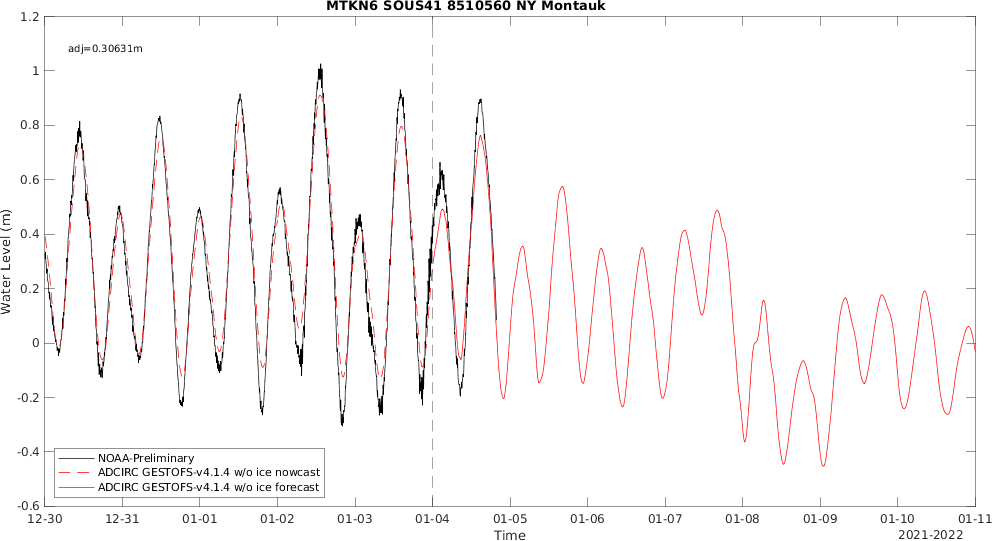 MTKN6 SOUS41 8510560 NY Montauk
adj=0.30631m
1.2
1
0.8
0.6
0.4
0.2
0
-0.2
-0.4
-0.6
Water Level (m)
NOAA-Preliminary
ADCIRC GESTOFS-v4.1.4 w/o ice nowcast
ADCIRC GESTOFS-v4.1.4 w/o ice forecast
12-30 12-31 01-01 01-02 01-03 01-04 01-05 01-06 01-07 01-08 01-09 01-10 01-11
Time
2021-2022